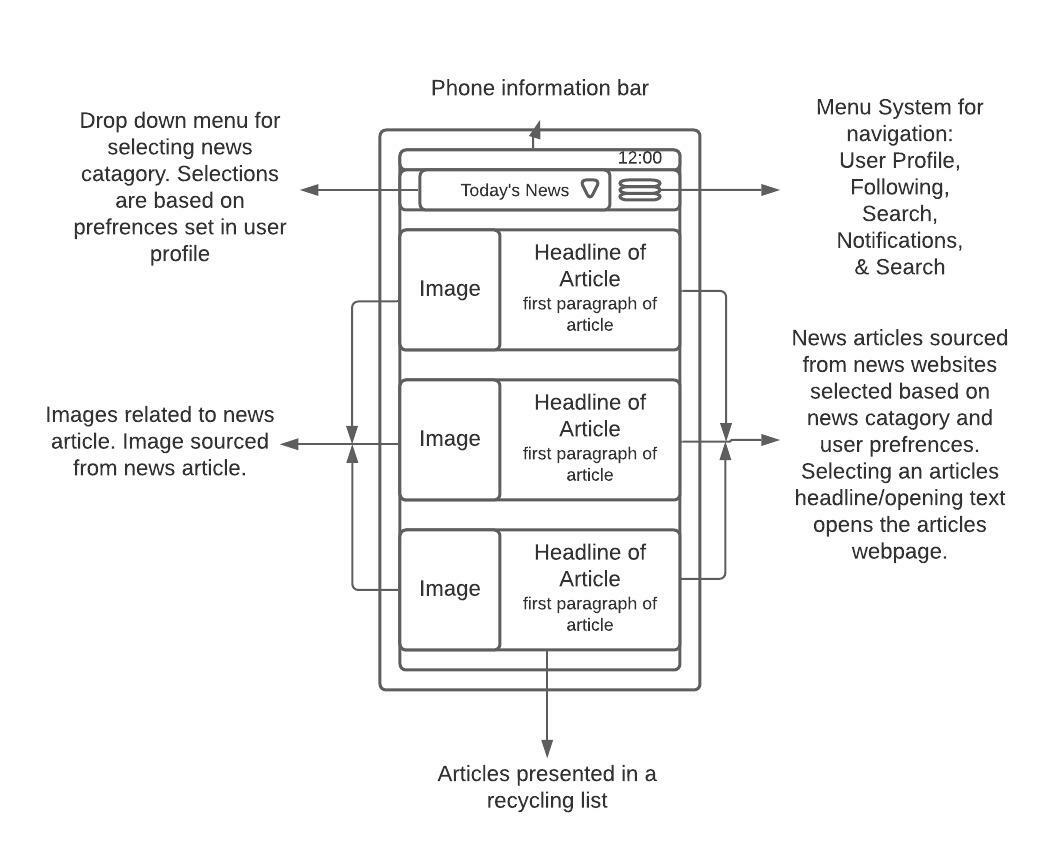 Phone information bar
Drop down menu for
selecting news
catagory. Selections
are based on
prefrences set in user
profile
Menu System for
navigation:
User Profile,
Following,
Search,
Notifications,
& Search
12:00
Today's News
Image
Headline of
Article
first paragraph of
article
Image
Headline of
Article
first paragraph of
article
Image
Headline of
Article
first paragraph of
article
Images related to news
article. Image sourced
from news article.
News articles sourced
from news websites
selected based on
news catagory and
user prefrences.
Selecting an articles
headline/opening text
opens the articles
webpage.
Articles presented in a
recycling list